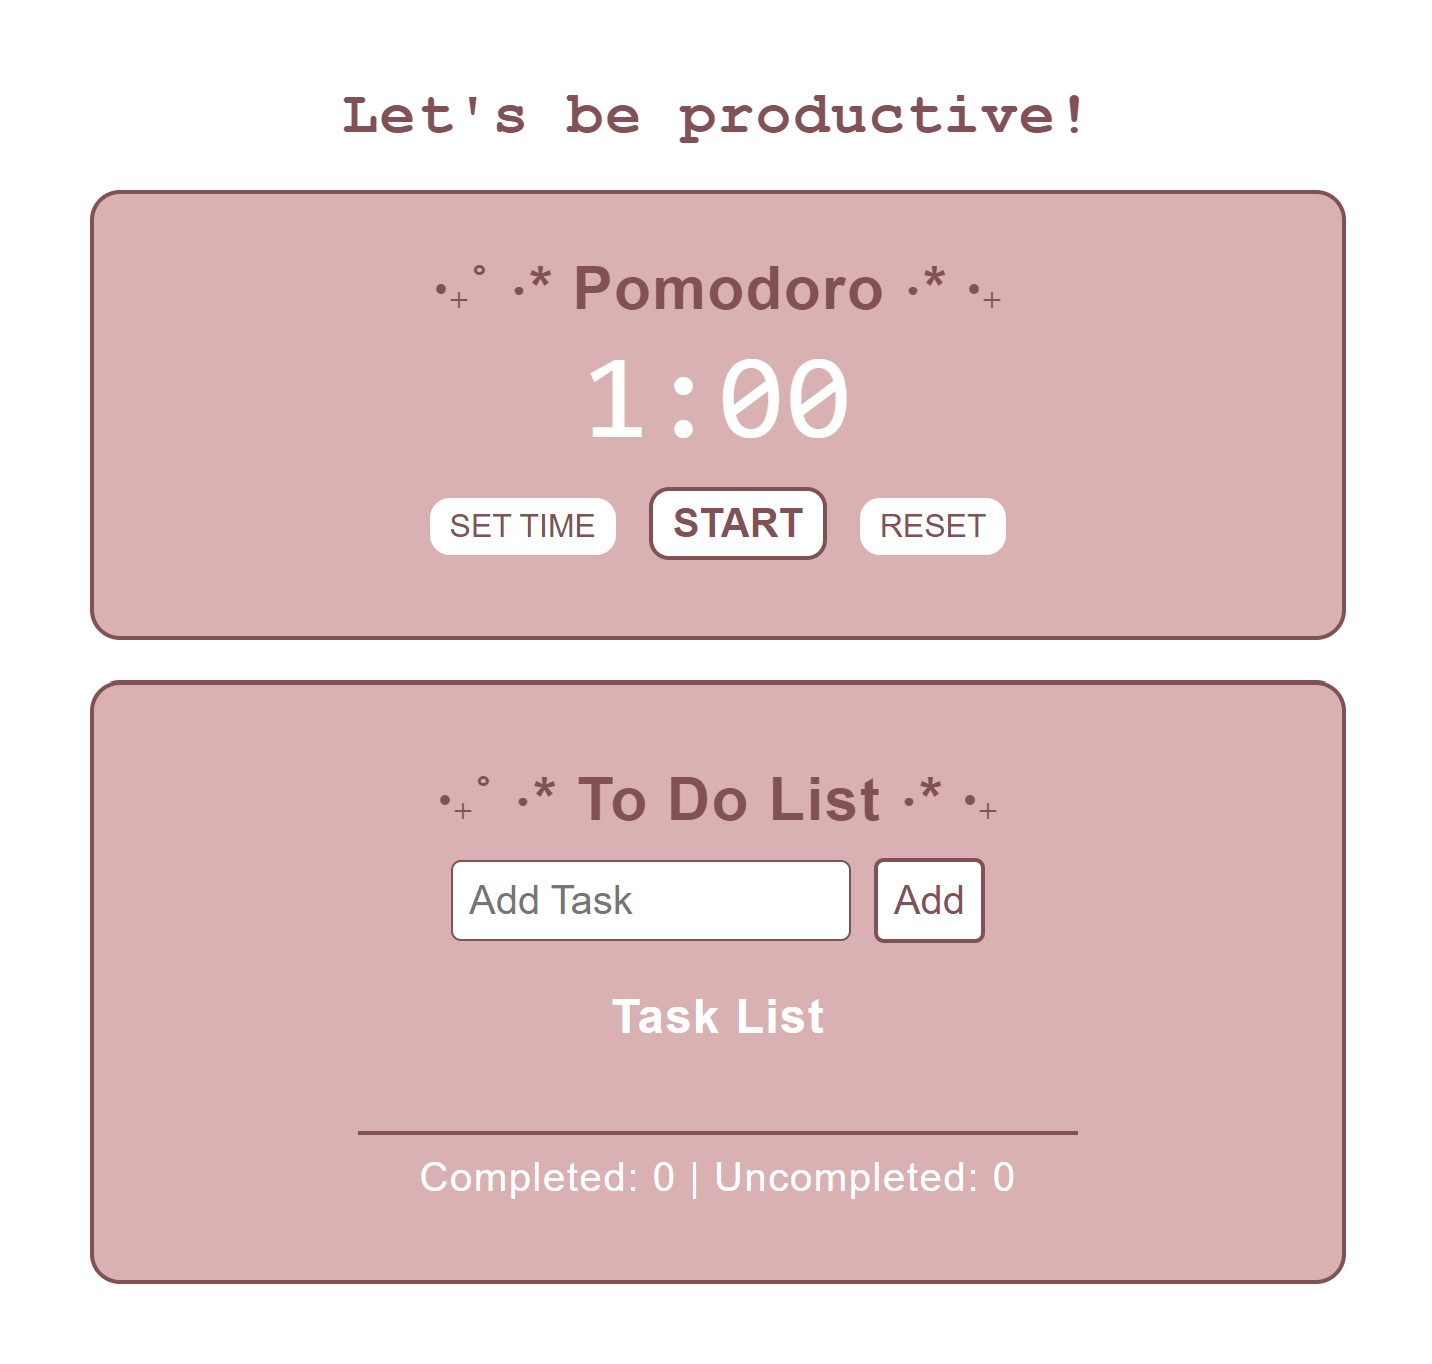 Let's be productive!
•₊˚ ·* Pomodoro ·* •₊
1:00
SET TIME START RESET
•₊˚ ·* To Do List ·* •₊
Add Task Add
Task List
Completed: 0 | Uncompleted: 0